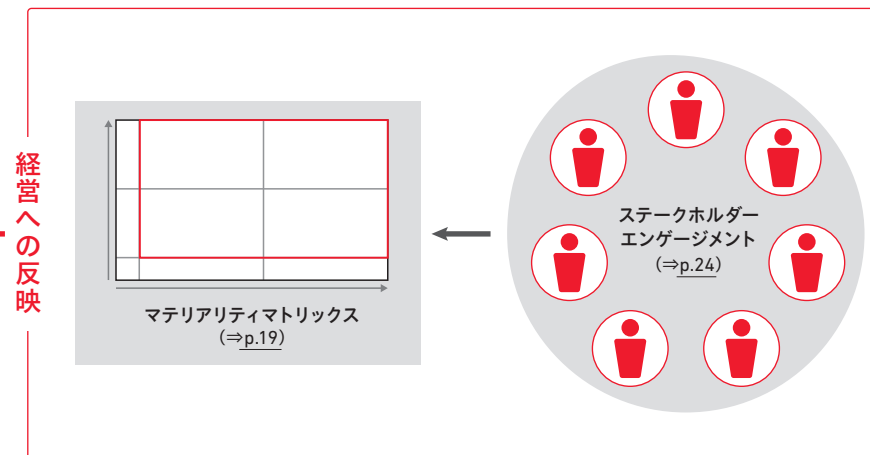 経営への反映
マテリアリティマトリックス
(⇒p.19)
ステークホルダー
エンゲージメント
(⇒p.24)